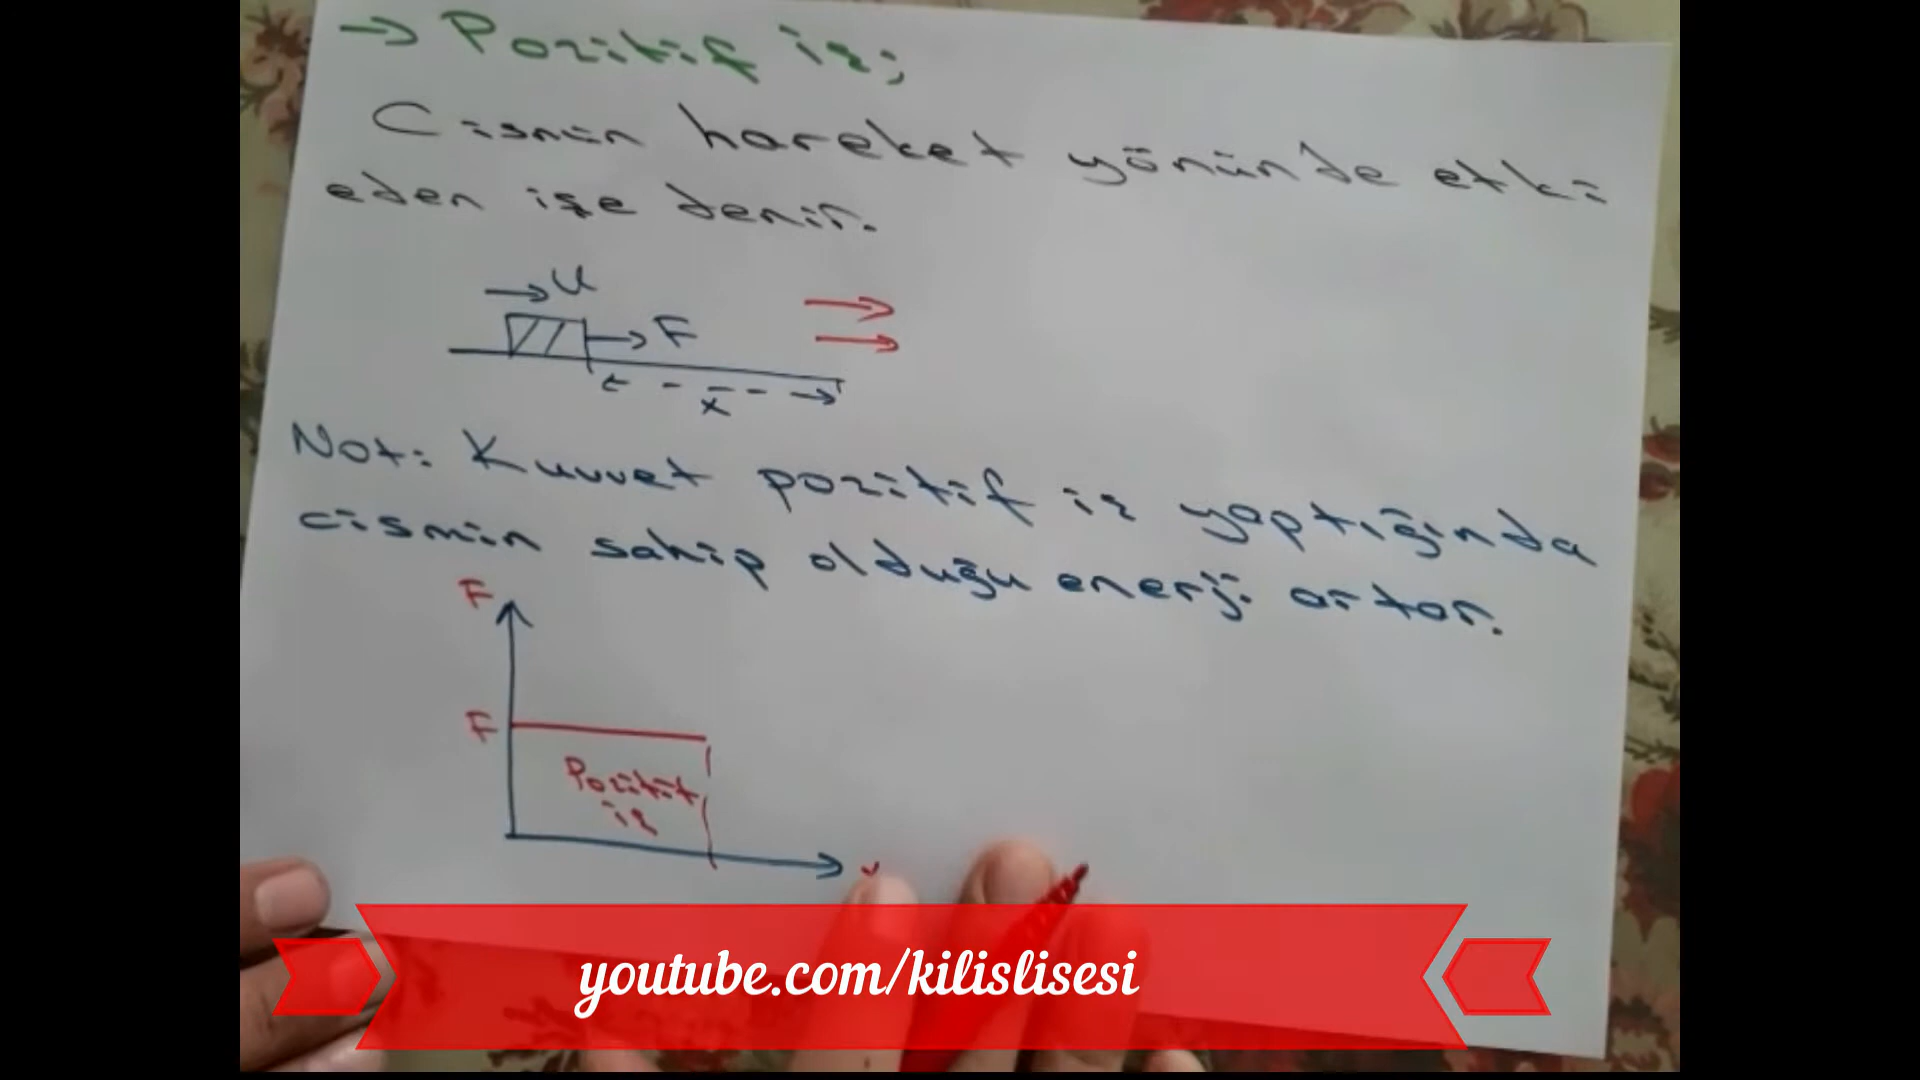 → Pozitif iş;
Cismin hareket yönünde etki
eden işe denir.
→ u
→ F
x
Not: Kuvvet pozitif iş yaptığında
cismin sahip olduğu enerji artar.
F
F
Pozitif
iş
x
youtube.com/kilislisesi